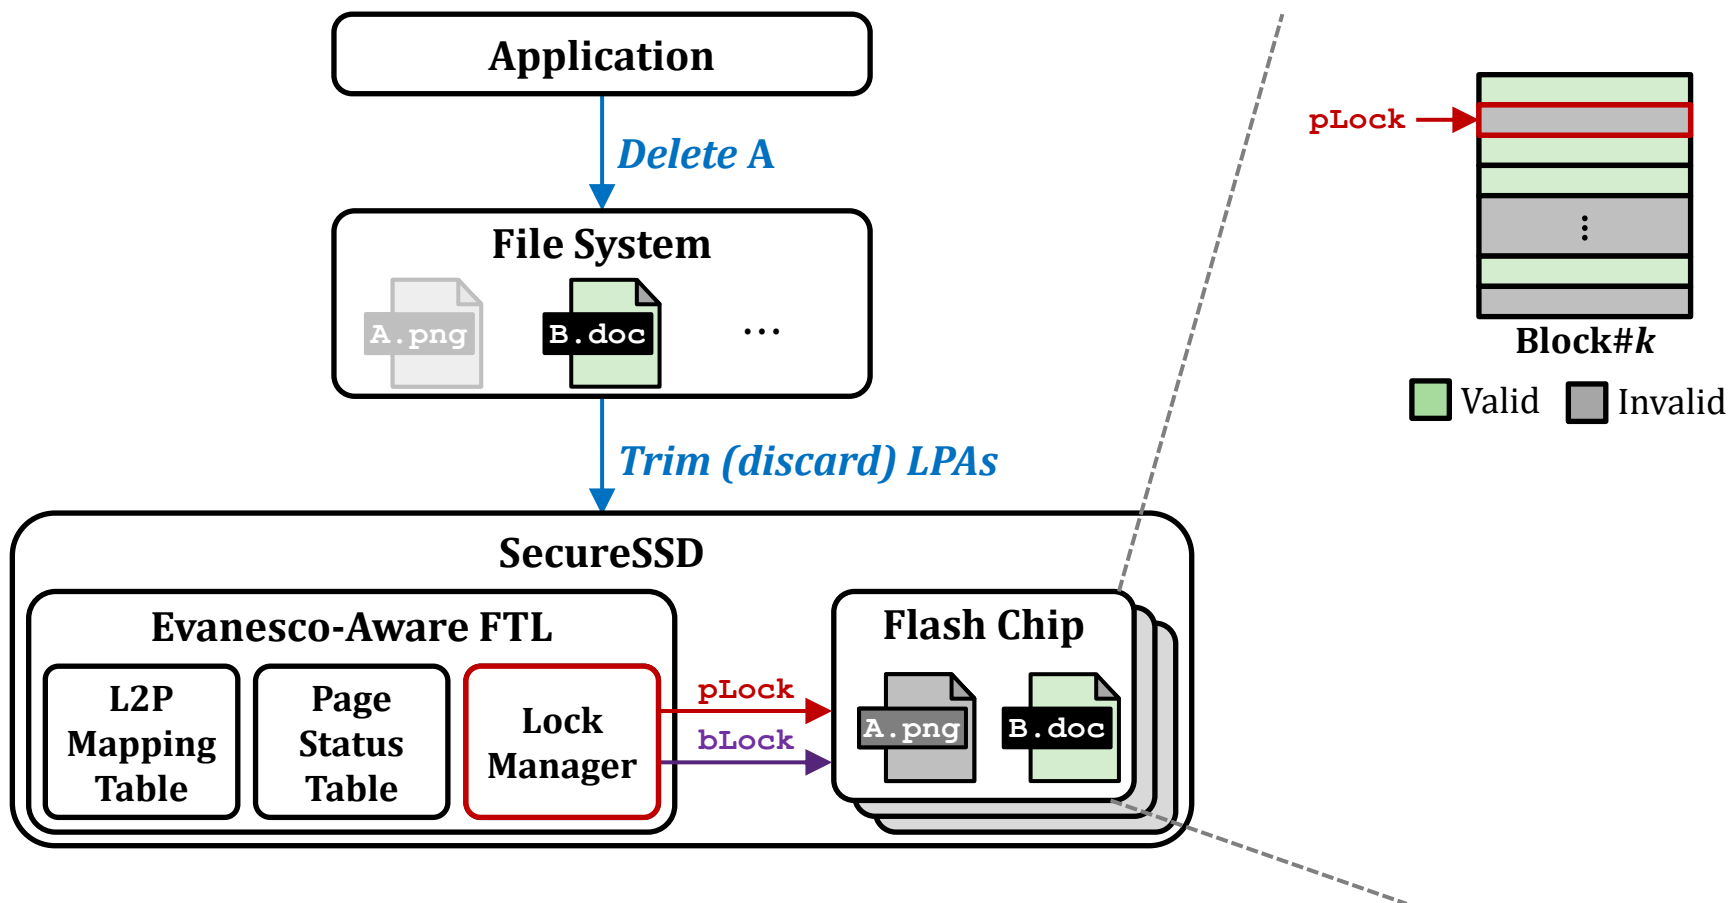 Application
Delete A
File System
A.png
B.doc
...
Trim (discard) LPAs
SecureSSD
Evanesco-Aware FTL
L2P
Mapping
Table
Page
Status
Table
Lock
Manager
pLock
bLock
Flash Chip
A.png
B.doc
pLock
⋮
Block#k
Valid
Invalid